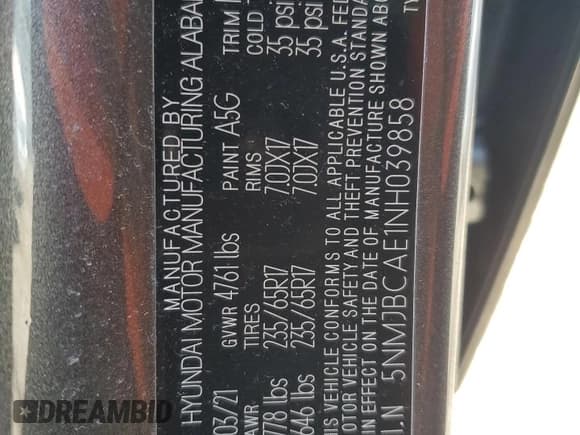 MANUFACTURED BY
HYUNDAI MOTOR MANUFACTURING ALABA
03/21 GVWR 4761 lbs PAINT A5G TRIM
TIRES RIMS COLD
778 lbs 235/65R17 7.0JX17 35 psi
646 lbs 235/65R17 7.0JX17 35 psi
THIS VEHICLE CONFORMS TO ALL APPLICABLE U.S.A. FED
MOTOR VEHICLE SAFETY AND THEFT PREVENTION STANDA
IN EFFECT ON THE DATE OF MANUFACTURE SHOWN ABO
5NMJBCAE1NH039858 TY
DREAMBID